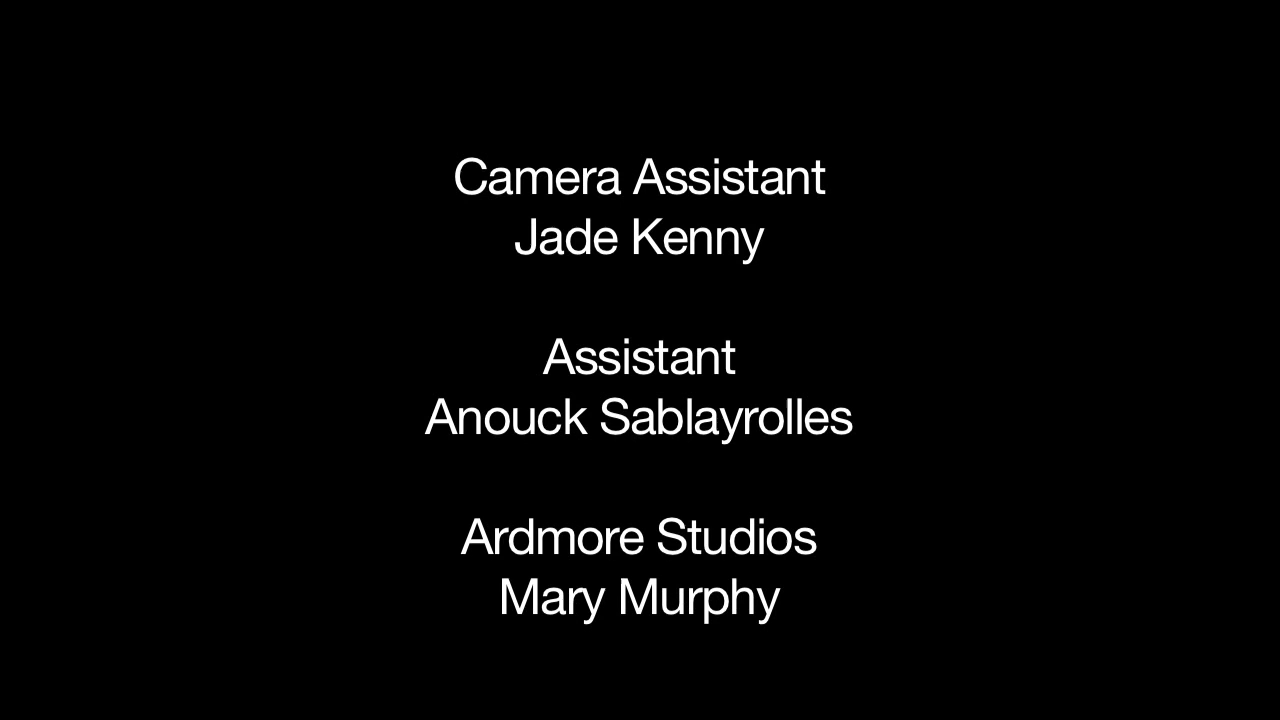 Camera Assistant
Jade Kenny
Assistant
Anouck Sablayrolles
Ardmore Studios
Mary Murphy